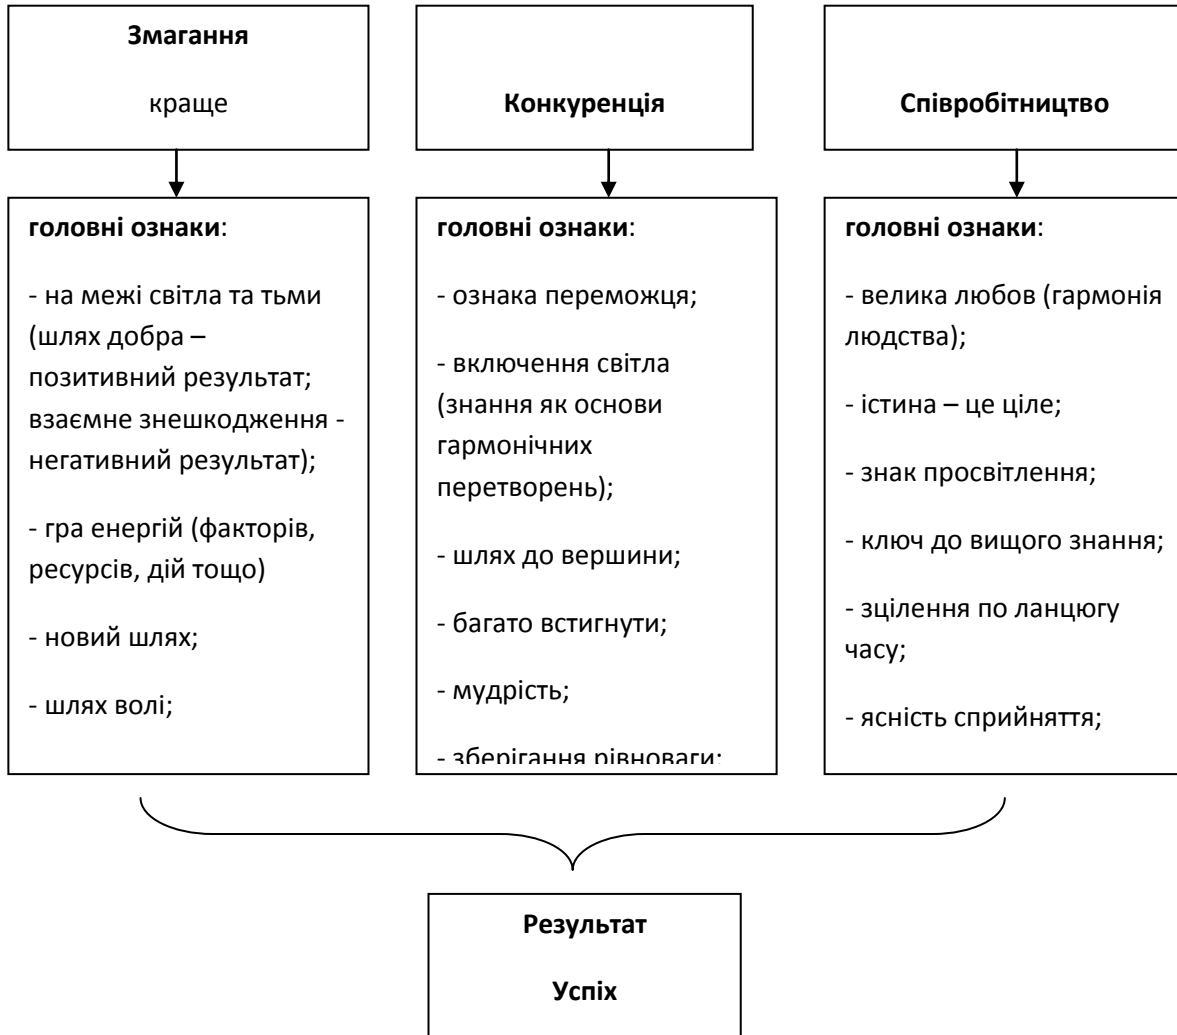 Змагання
краще
Конкуренція
Співробітництво
головні ознаки:
- на межі світла та тьми
(шлях добра –
позитивний результат;
взаємне знешкодження -
негативний результат);
- гра енергій (факторів,
ресурсів, дій тощо)
- новий шлях;
- шлях волі;
головні ознаки:
- ознака переможця;
- включення світла
(знання як основи
гармонічних
перетворень);
- шлях до вершини;
- багато встигнути;
- мудрість;
- зберігання рівноваги;
головні ознаки:
- велика любов (гармонія
людства);
- істина – це ціле;
- знак просвітлення;
- ключ до вищого знання;
- зцілення по ланцюгу
часу;
- ясність сприйняття;
Результат
Успіх